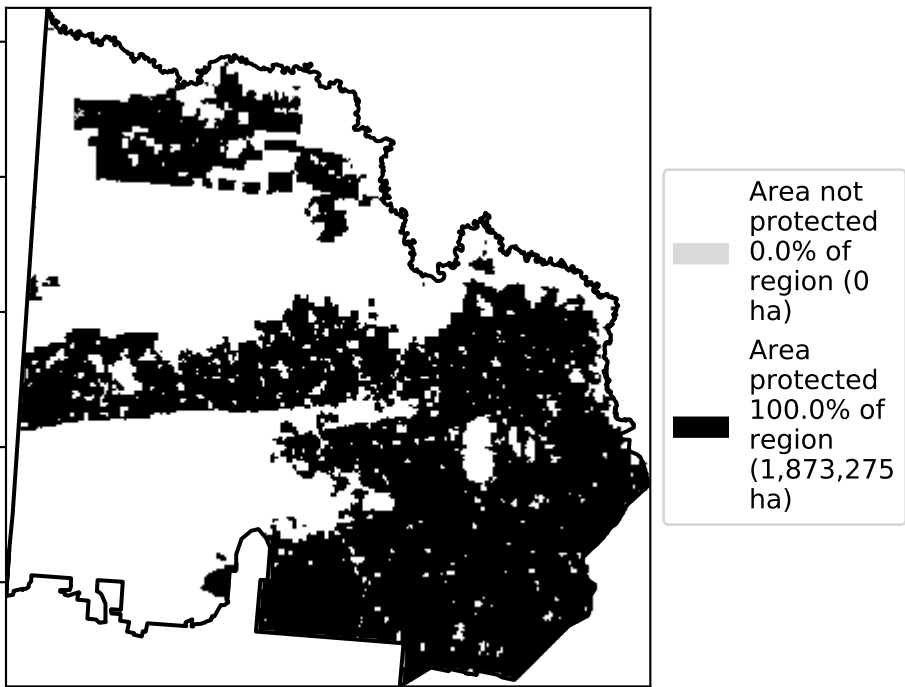 Area not
protected
0.0% of
region (0
ha)
Area
protected
100.0% of
region
(1,873,275
ha)